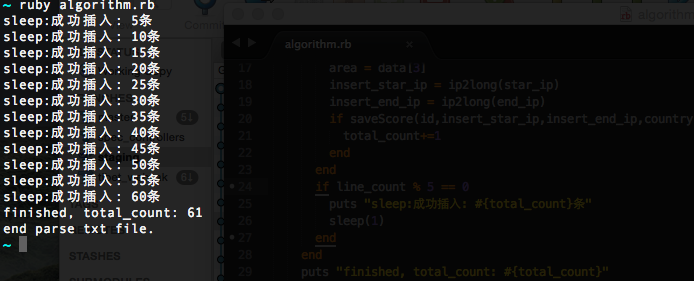 ~ ruby algorithm.rb
sleep:成功插入: 5条
sleep:成功插入: 10条
sleep:成功插入: 15条
sleep:成功插入: 20条
sleep:成功插入: 25条
sleep:成功插入: 30条
sleep:成功插入: 35条
sleep:成功插入: 40条
sleep:成功插入: 45条
sleep:成功插入: 50条
sleep:成功插入: 55条
sleep:成功插入: 60条
finished, total_count: 61
end parse txt file.
~
STASHES
algorithm.rb
17 area = data[3]
18 insert_star_ip = ip2long(star_ip)
19 insert_end_ip = ip2long(end_ip)
20 if saveScore(id,insert_star_ip,insert_end_ip,country
21 total_count+=1
22 end
23 end
24 if line_count % 5 == 0
25 puts "sleep:成功插入: #{total_count}条"
26 sleep(1)
27 end
28 end
29 puts "finished, total_count: #{total_count}"